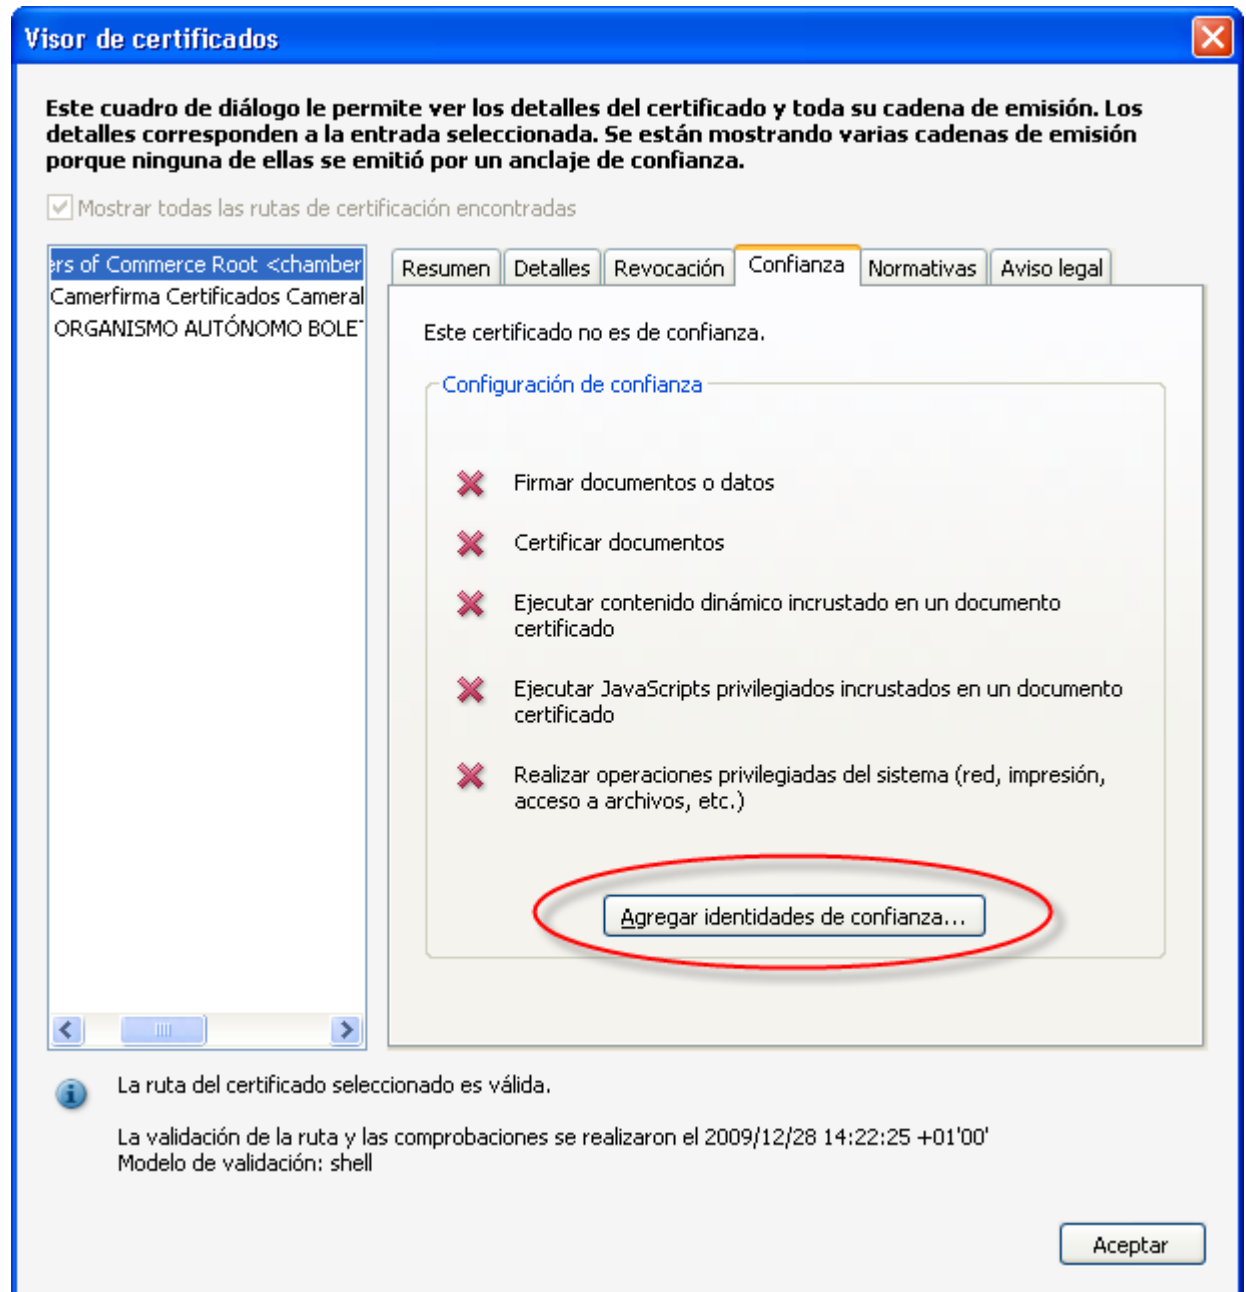 Visor de certificados
Este cuadro de diálogo le permite ver los detalles del certificado y toda su cadena de emisión. Los
detalles corresponden a la entrada seleccionada. Se están mostrando varias cadenas de emisión
porque ninguna de ellas se emitió por un anclaje de confianza.
Mostrar todas las rutas de certificación encontradas
ers of Commerce Root <chamber
Camerfirma Certificados Cameral
ORGANISMO AUTÓNOMO BOLET
Resumen Detalles Revocación Confianza Normativas Aviso legal
Este certificado no es de confianza.
Configuración de confianza
Firmar documentos o datos
Certificar documentos
Ejecutar contenido dinámico incrustado en un documento
certificado
Ejecutar JavaScripts privilegiados incrustados en un documento
certificado
Realizar operaciones privilegiadas del sistema (red, impresión,
acceso a archivos, etc.)
Agregar identidades de confianza...
La ruta del certificado seleccionado es válida.
La validación de la ruta y las comprobaciones se realizaron el 2009/12/28 14:22:25 +01'00'
Modelo de validación: shell
Aceptar